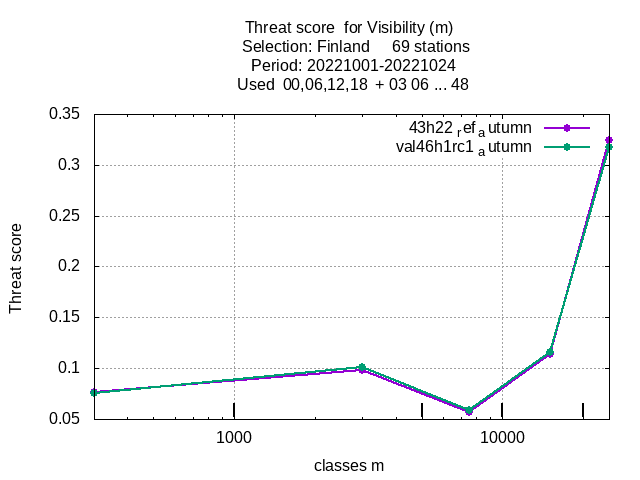 Threat score  for Visibility (m)
Selection: Finland     69 stations
Period: 20221001-20221024
Used  00,06,12,18  + 03 06 ... 48
43h22 ref autumn
val46h1rc1 autumn
0.35
0.3
0.25
0.2
0.15
0.1
0.05
Threat score
1000 10000
classes m